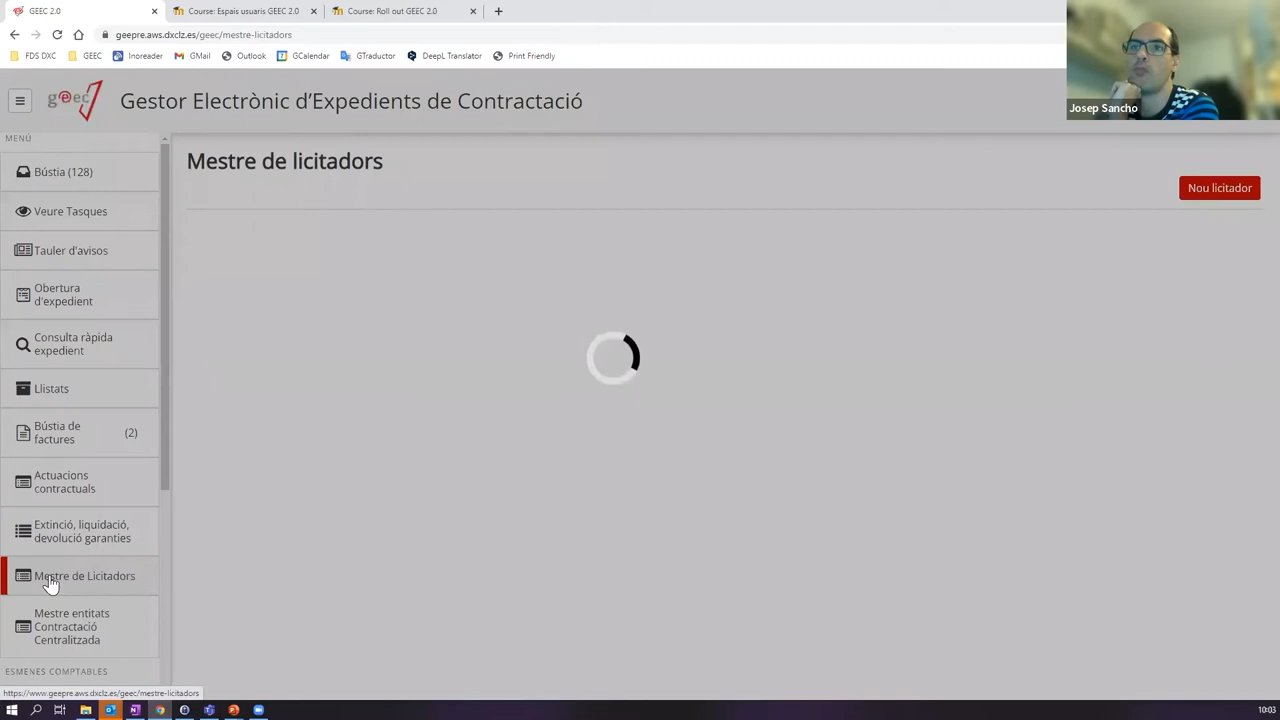 GEEC 2.0
Course: Espais usuaris GEEC 2.0
Course: Roll out GEEC 2.0
geepre.aws.dxclz.es/geec/mestre-licitadors
FDS DXC
GEEC
Inoreader
GMail
Outlook
GCalendar
GTraductor
DeepL Translator
Print Friendly
Josep Sancho
geec
Gestor Electrònic d'Expedients de Contractació
MENÚ
Bústia (128)
Veure Tasques
Tauler d'avisos
Obertura
d'expedient
Consulta ràpida
expedient
Llistats
Bústia de
factures
(2)
Actuacions
contractuals
Extinció, liquidació,
devolució garanties
Mestre de Licitadors
Mestre entitats
Contractació
Centralitzada
ESMENES COMPTABLES
Mestre de licitadors
Nou licitador
https://www.geepre.aws.dxclz.es/geec/mestre-licitadors
10:03